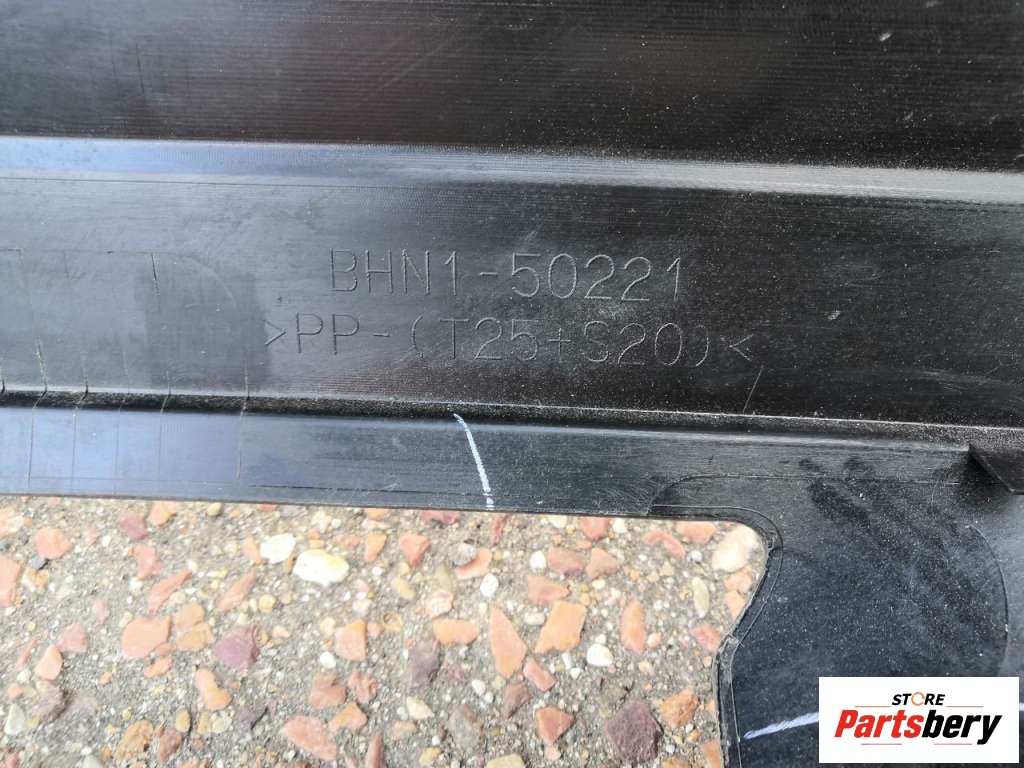 BHN1-50221
>PP-(T25+S20)<
STORE
Partsbery